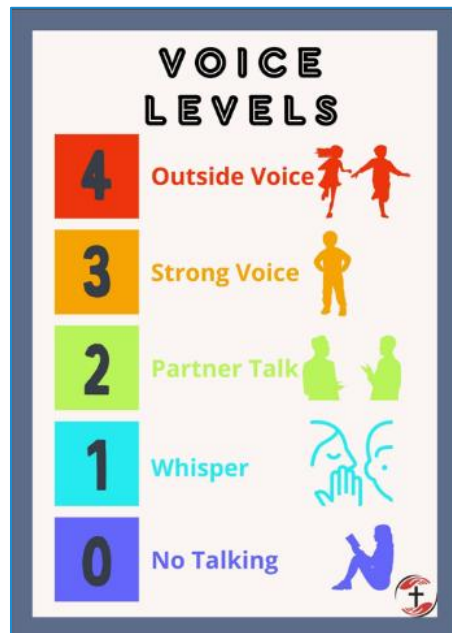 VOICE
LEVELS
4 Outside Voice
3 Strong Voice
2 Partner Talk
1 Whisper
0 No Talking